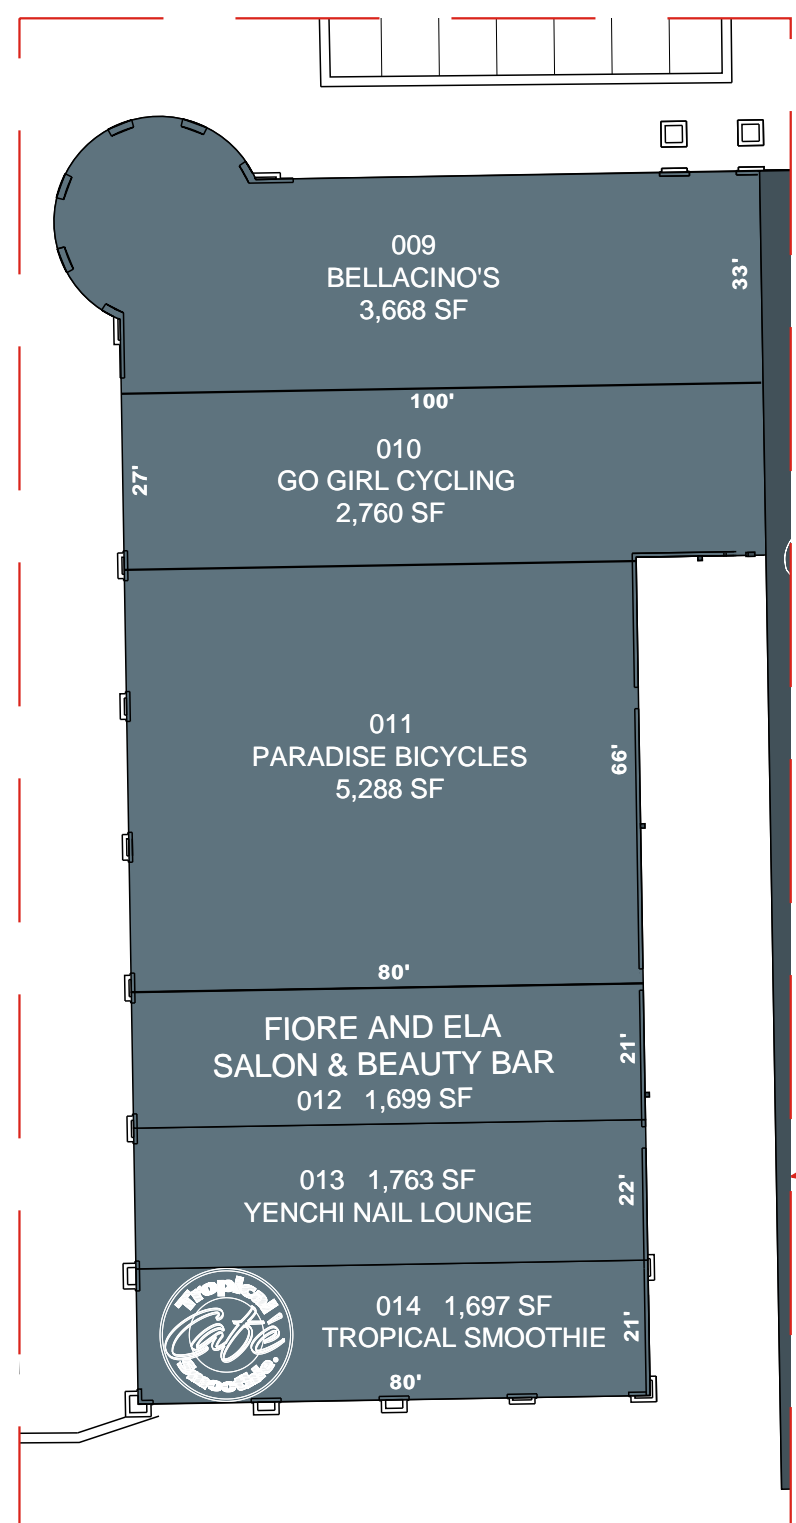 009
BELLACINO'S
3,668 SF
33'
100'
010
GO GIRL CYCLING
2,760 SF
27'
011
PARADISE BICYCLES
5,288 SF
66'
80'
FIORE AND ELA
SALON & BEAUTY BAR
012 1,699 SF
21'
013 1,763 SF
YENCHI NAIL LOUNGE
22'
Tropical
Smoothie
Cafe
014 1,697 SF
TROPICAL SMOOTHIE
21'
80'